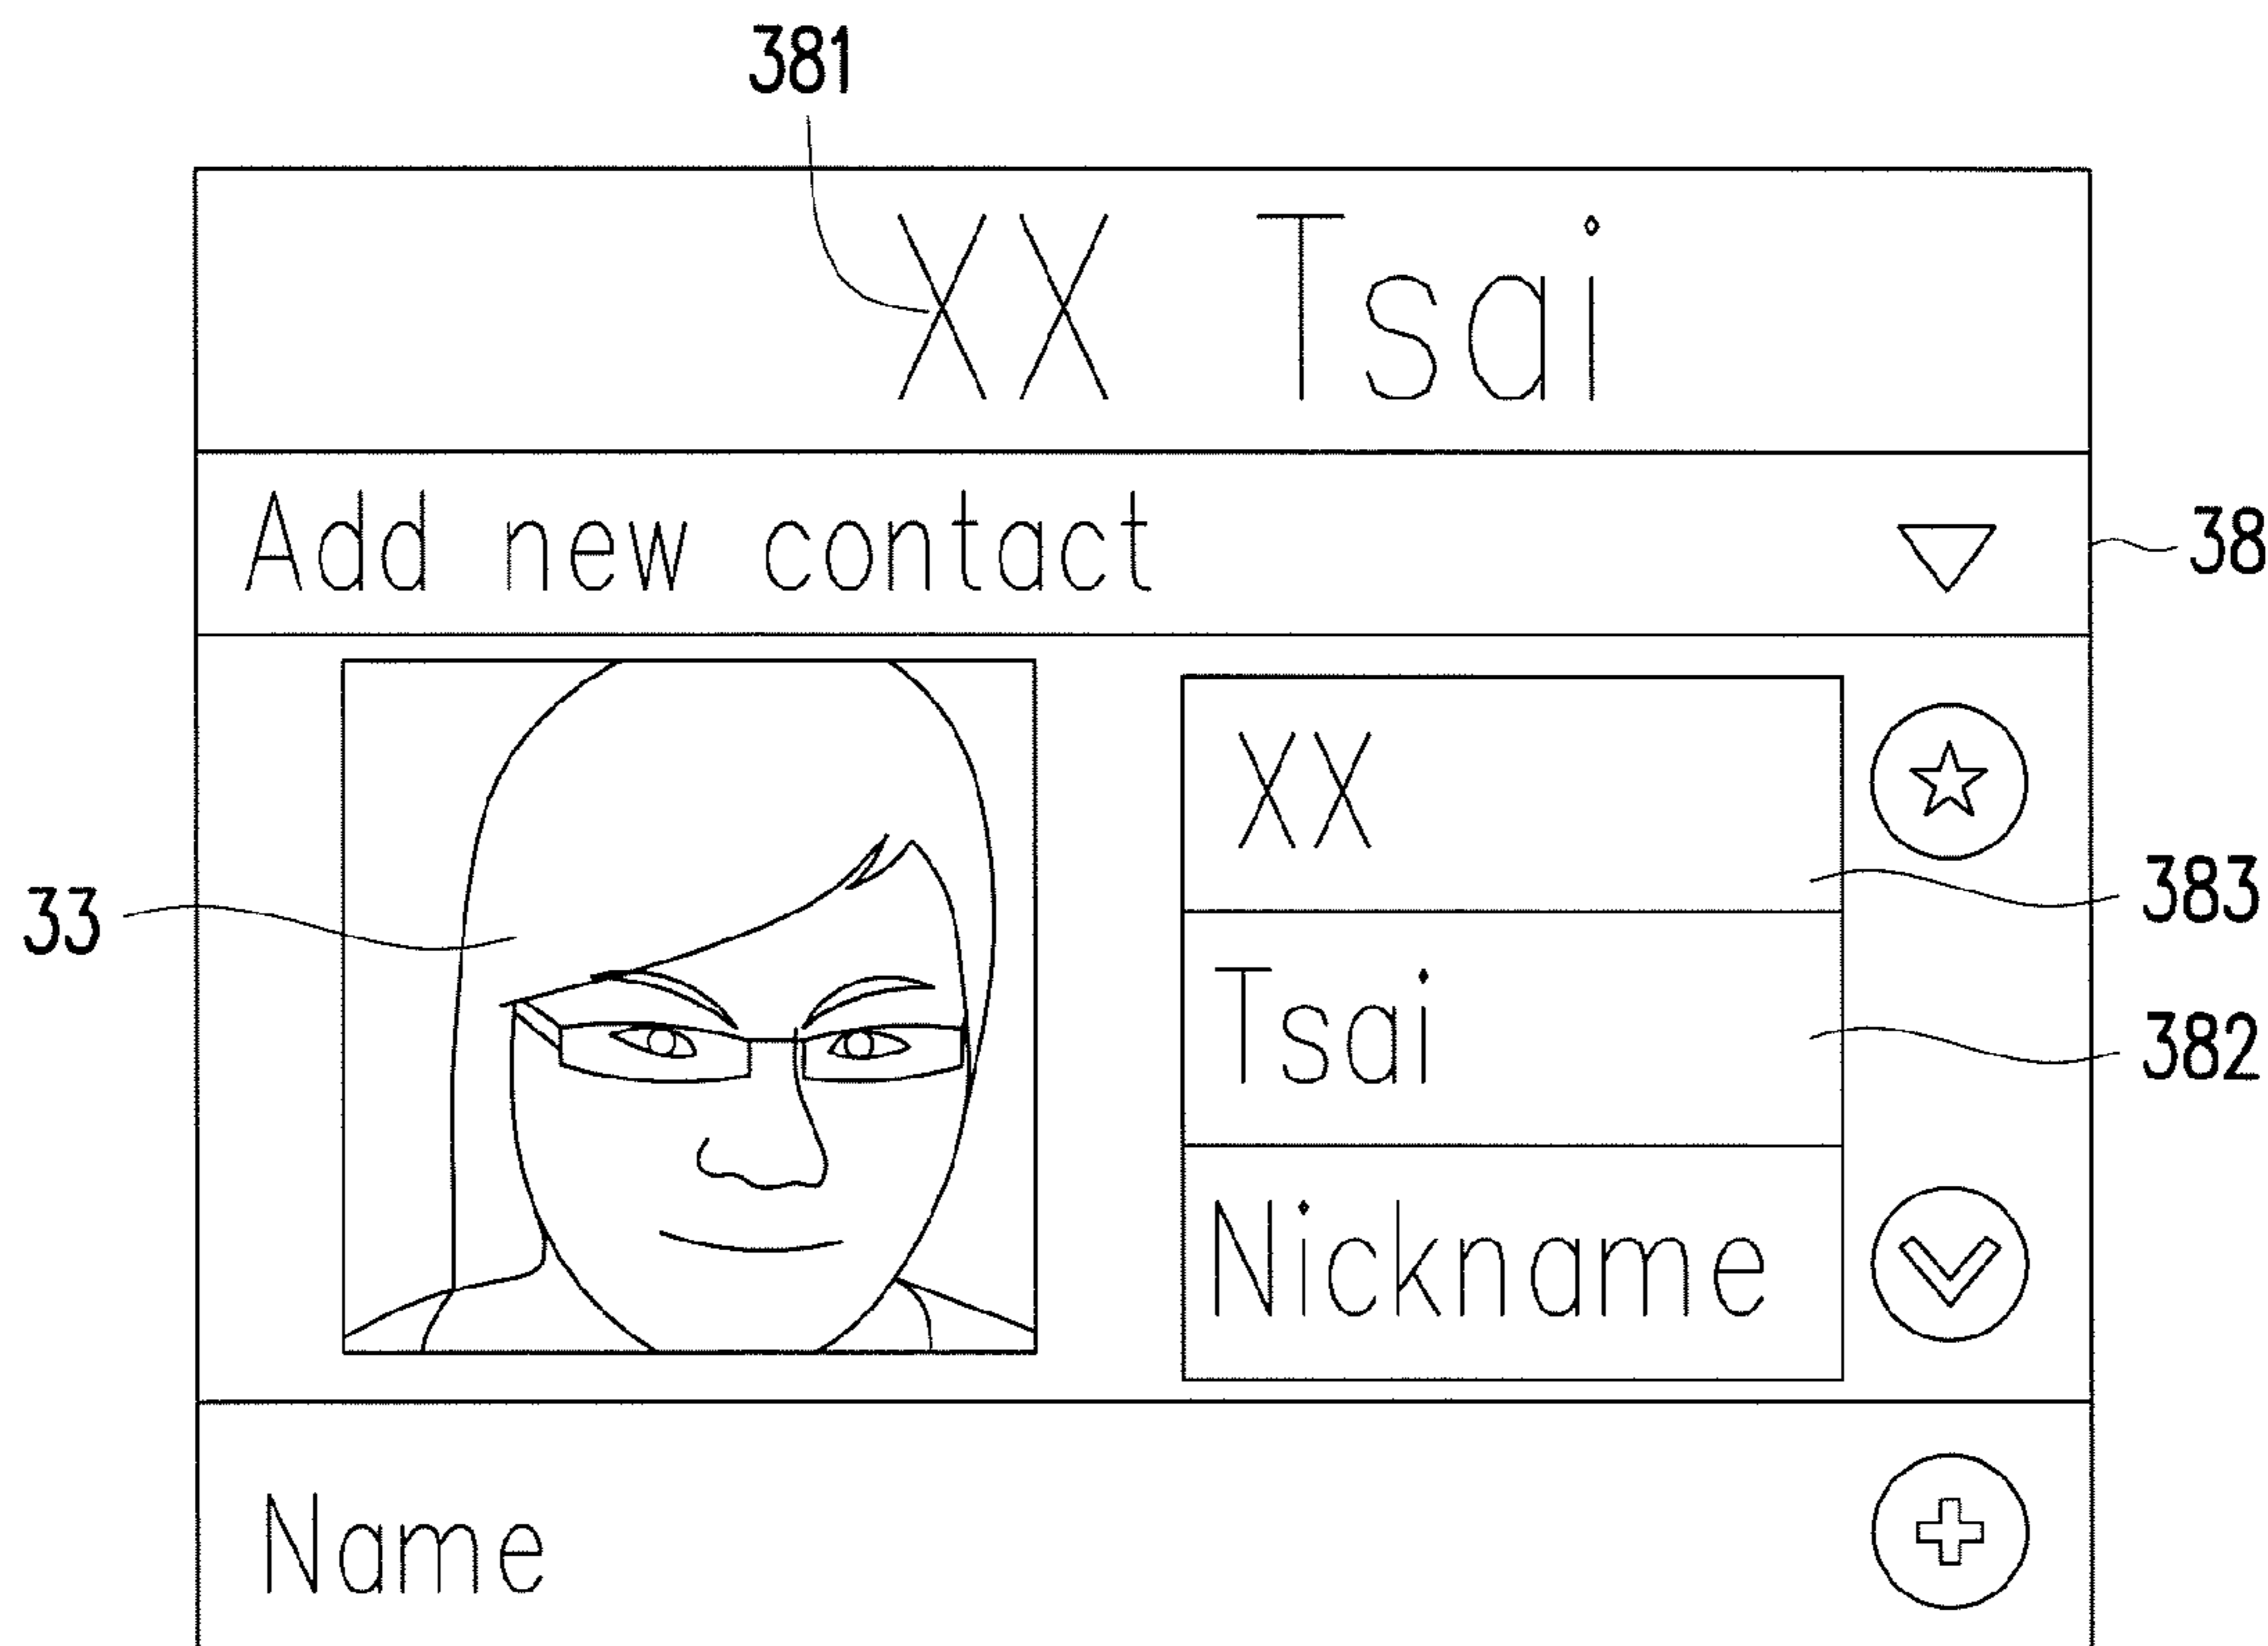 381
XX Tsai
Add new contact
38
XX
383
33
Tsai
382
Nickname
Name